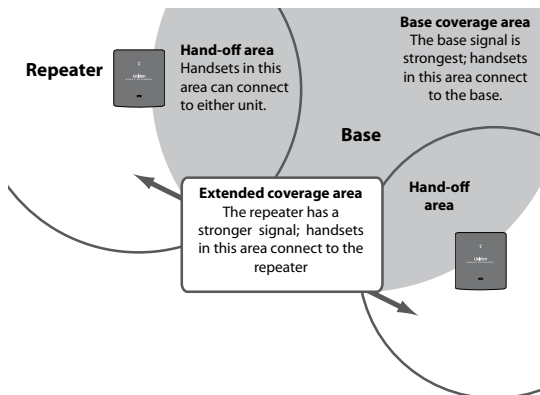 Repeater
Hand-off area
Handsets in this
area can connect
to either unit.
Base coverage area
The base signal is
strongest; handsets
in this area connect
to the base.
Base
Extended coverage area
The repeater has a
stronger signal; handsets
in this area connect to the
repeater
Hand-off
area